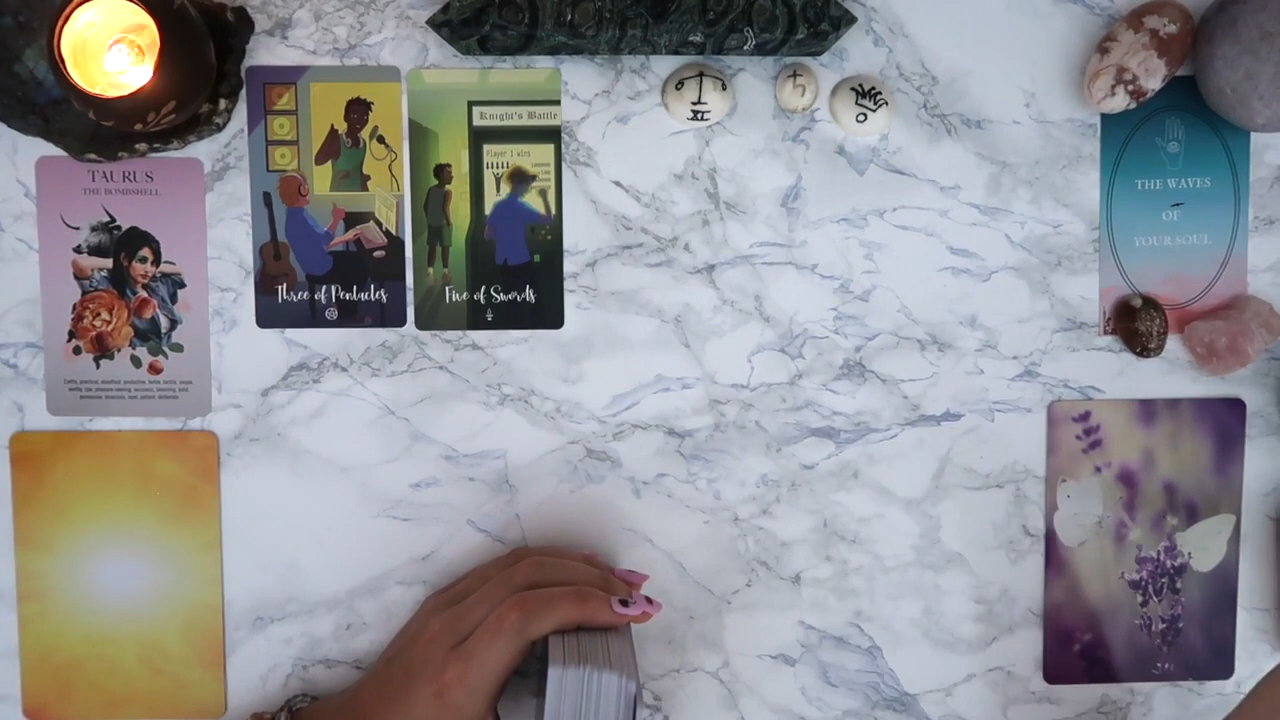 TAURUS
THE BOMBSHELL
Three of Pentacles
Knight's Battle
Player 1 wins
Five of Swords
XI
THE WAVES
OF
YOUR SOUL